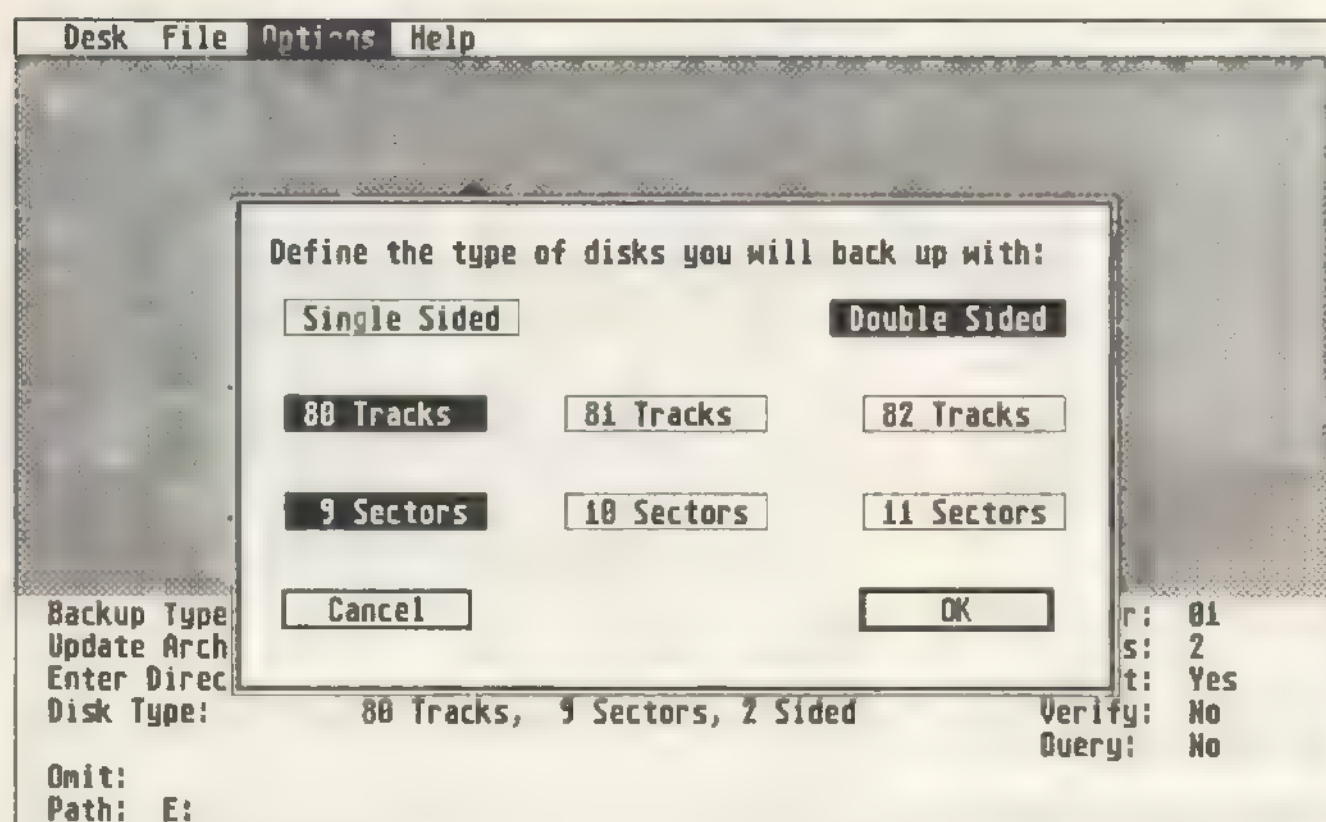 Desk File Options Help
Define the type of disks you will back up with:
Single Sided Double Sided
80 Tracks 81 Tracks 82 Tracks
9 Sectors 10 Sectors 11 Sectors
Cancel OK
Backup Type r: 01
Update Arch s: 2
Enter Direc t: Yes
Disk Type: 80 Tracks, 9 Sectors, 2 Sided Verify: No
Query: No
Omit:
Path: E: